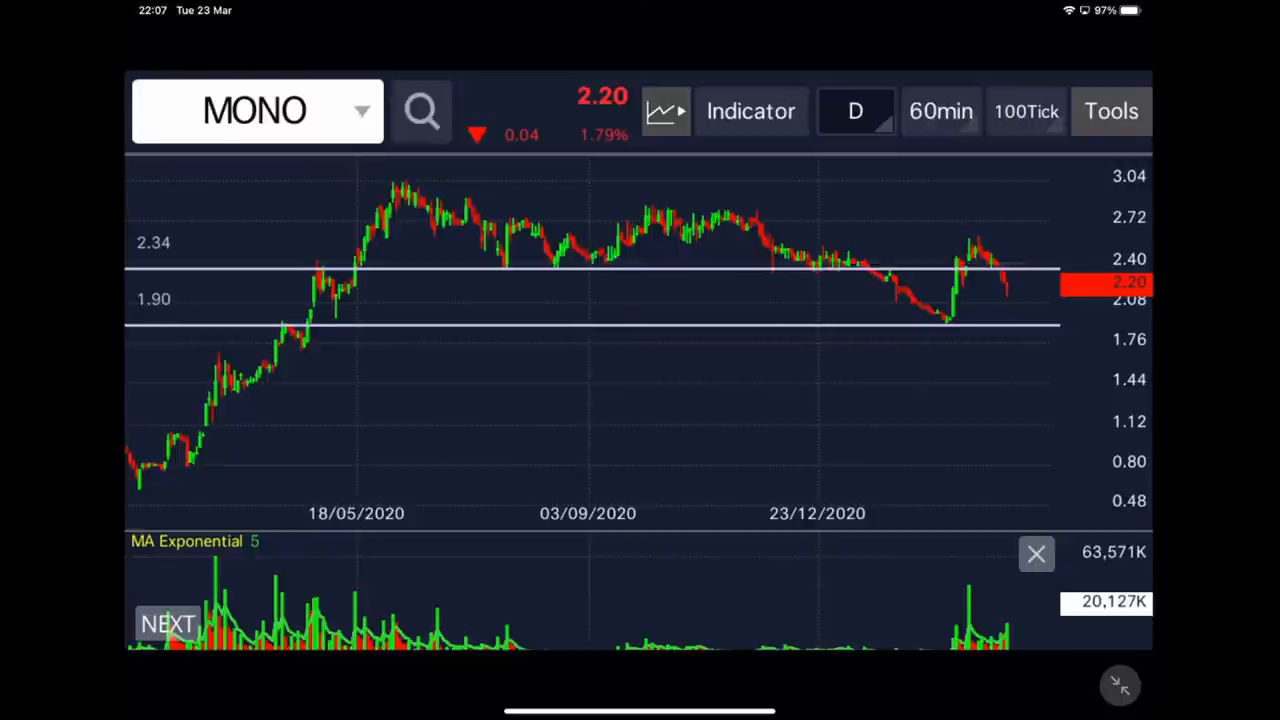 22:07 Tue 23 Mar 97%
MONO 2.20 Indicator D 60min 100Tick Tools
0.04 1.79%
3.04
2.72
2.34
2.40
2.20
1.90
2.08
1.76
1.44
1.12
0.80
0.48
18/05/2020 03/09/2020 23/12/2020
MA Exponential 5
63,571K
20,127K
NEXT